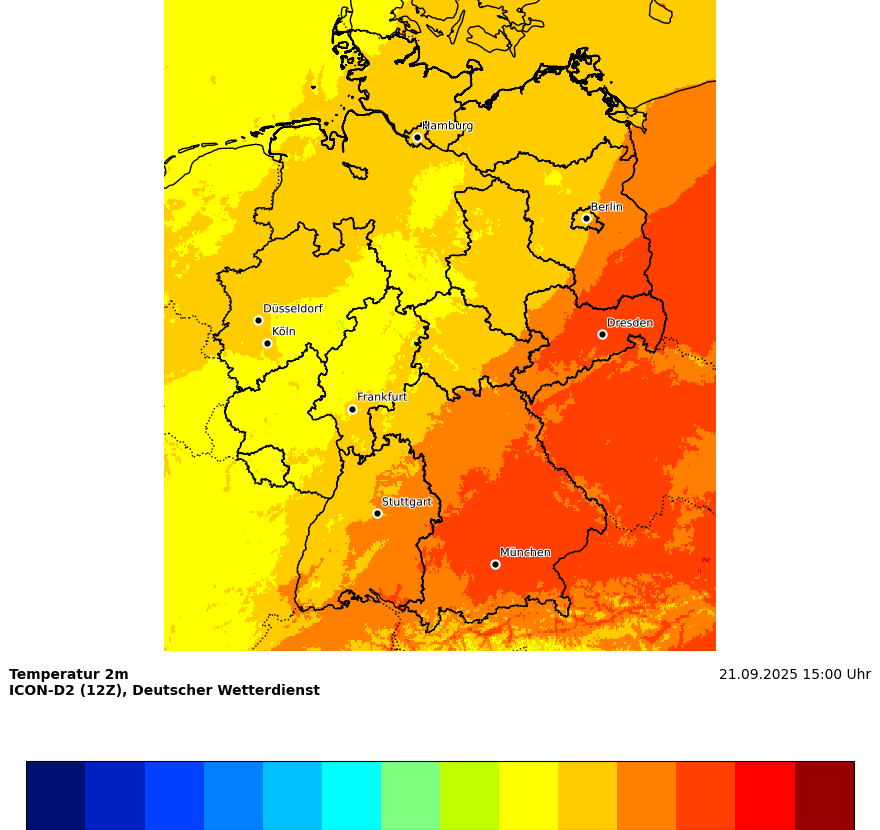 Hamburg
Berlin
Düsseldorf
Köln
Dresden
Frankfurt
Stuttgart
München
Temperatur 2m
21.09.2025 15:00 Uhr
ICON-D2 (12Z), Deutscher Wetterdienst